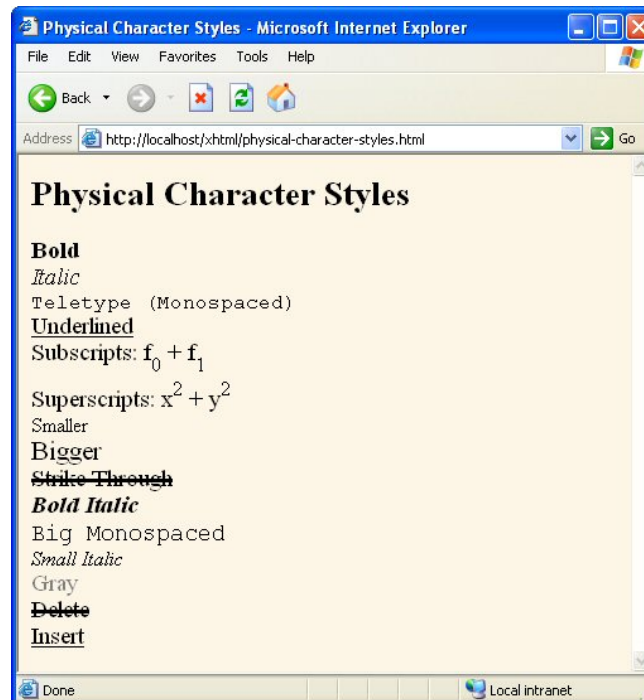 Physical Character Styles - Microsoft Internet Explorer
File Edit View Favorites Tools Help
Back
Address http://localhost/xhtml/physical-character-styles.html Go
Physical Character Styles
Bold
Italic
Teletype (Monospaced)
Underlined
Subscripts: f₀ + f₁
Superscripts: x² + y²
Smaller
Bigger
Strike Through
Bold Italic
Big Monospaced
Small Italic
Gray
Delete
Insert
Done Local intranet